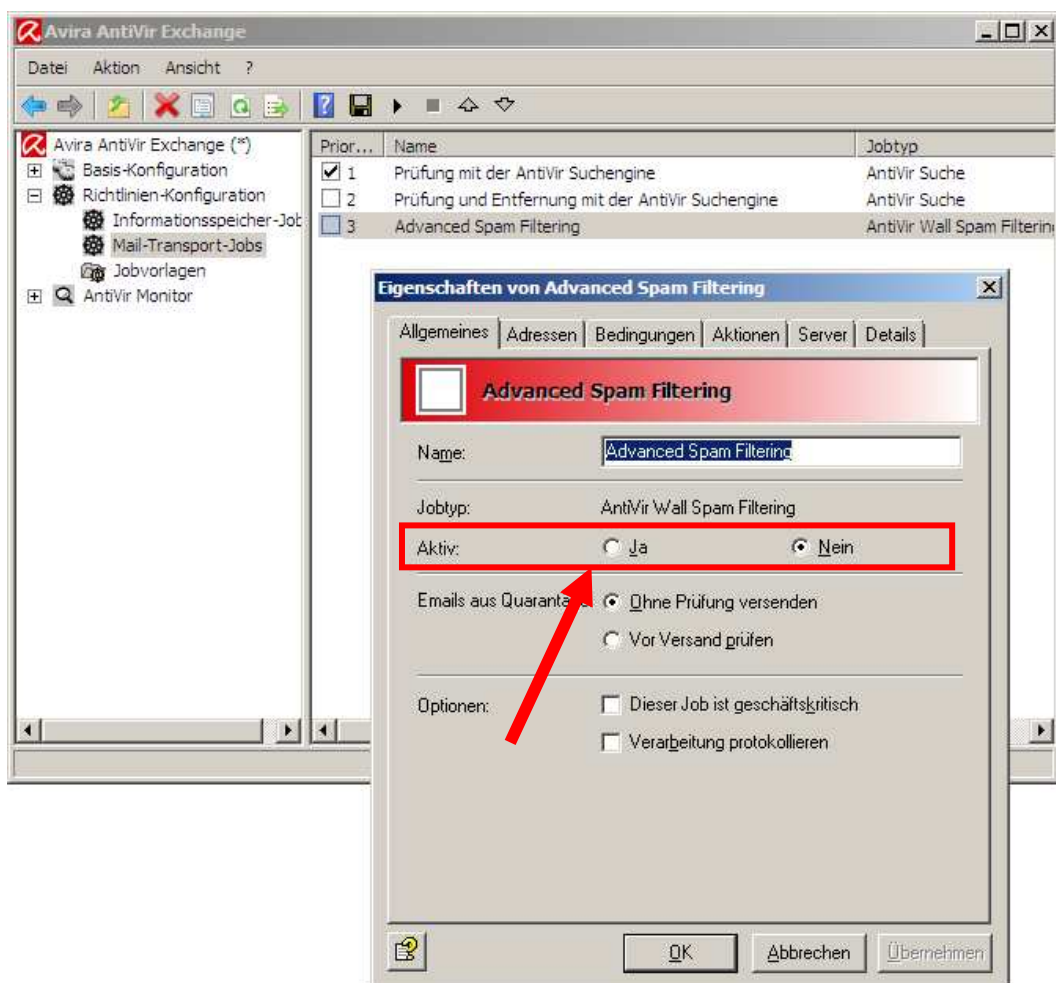 Avira AntiVir Exchange
Datei Aktion Ansicht ?
Avira AntiVir Exchange (*)
Basis-Konfiguration
Richtlinien-Konfiguration
Informationsspeicher-Job
Mail-Transport-Jobs
Jobvorlagen
AntiVir Monitor
Prior... Name Jobtyp
1 Prüfung mit der AntiVir Suchengine AntiVir Suche
2 Prüfung und Entfernung mit der AntiVir Suchengine AntiVir Suche
3 Advanced Spam Filtering AntiVir Wall Spam Filtering
Eigenschaften von Advanced Spam Filtering
Allgemeines Adressen Bedingungen Aktionen Server Details
Advanced Spam Filtering
Name: Advanced Spam Filtering
Jobtyp: AntiVir Wall Spam Filtering
Aktiv: Ja Nein
Emails aus Quarantä Ohne Prüfung versenden
Vor Versand prüfen
Optionen: Dieser Job ist geschäftskritisch
Verarbeitung protokollieren
OK Abbrechen Übernehmen